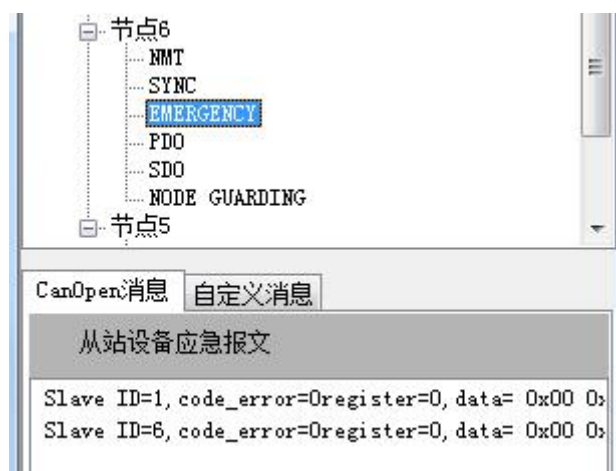 节点6
NMT
SYNC
EMERGENCY
PDO
SDO
NODE GUARDING
节点5
CanOpen消息 自定义消息
从站设备应急报文
Slave ID=1,code_error=0register=0,data= 0x00 0x
Slave ID=6,code_error=0register=0,data= 0x00 0x